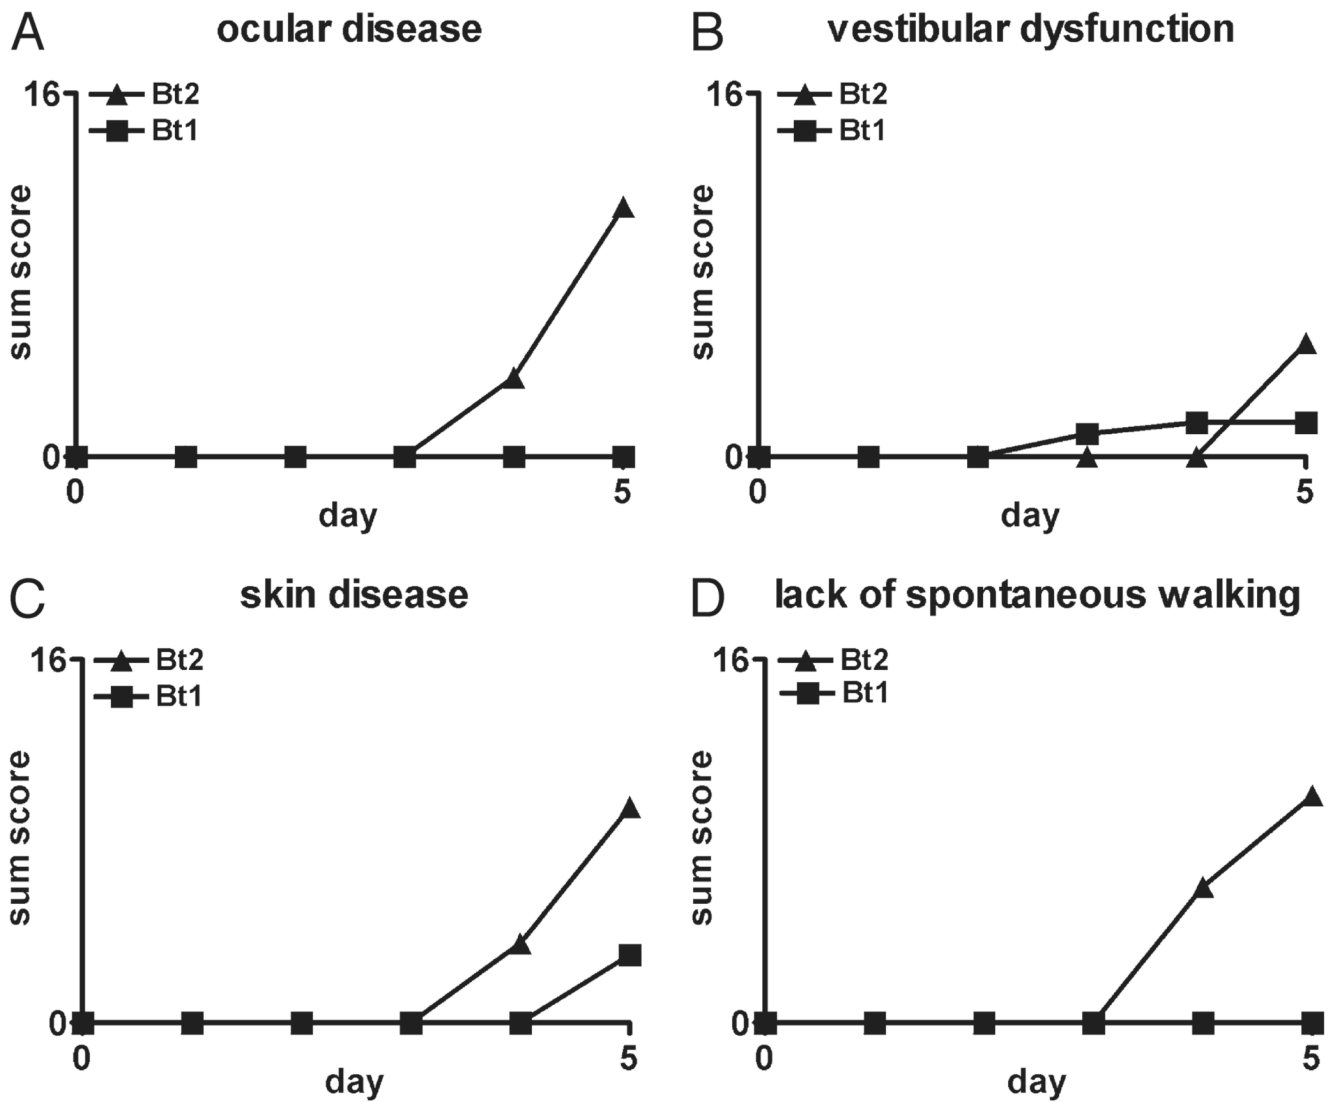 A
ocular disease
16
Bt2
Bt1
sum score
0
0
5
day
B
vestibular dysfunction
16
Bt2
Bt1
sum score
0
0
5
day
C
skin disease
16
Bt2
Bt1
sum score
0
0
5
day
D
lack of spontaneous walking
16
Bt2
Bt1
sum score
0
0
5
day